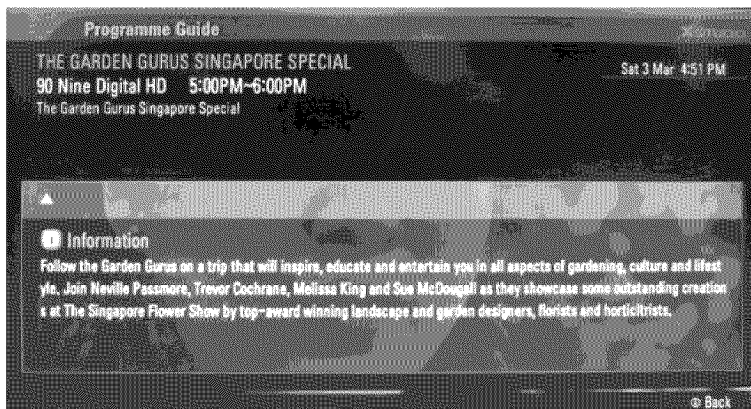 Programme Guide
THE GARDEN GURUS SINGAPORE SPECIAL
Sat 3 Mar 4:51 PM
90 Nine Digital HD 5:00PM~6:00PM
The Garden Gurus Singapore Special
Information
Follow the Garden Gurus on a trip that will inspire, educate and entertain you in all aspects of gardening, culture and lifest
yle. Join Neville Passmore, Trevor Cochrane, Melissa King and Sue McDougall as they showcase some outstanding creation
s at The Singapore Flower Show by top-award winning landscape and garden designers, florists and horticitrists.
Back